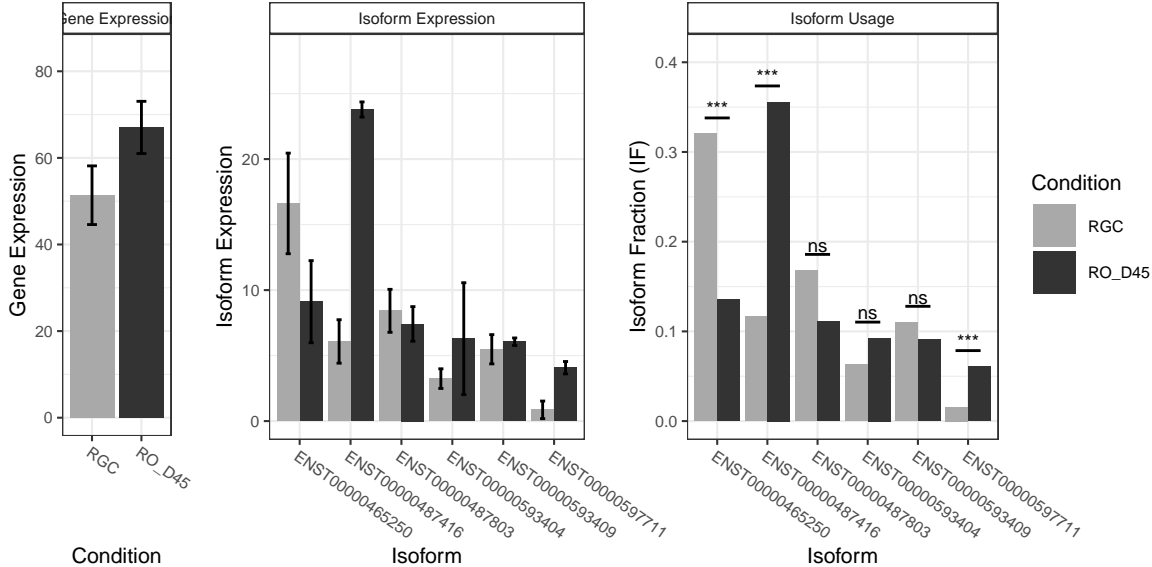 Gene Expression
Isoform Expression
Isoform Usage
Gene Expression
80
60
40
20
0
RGC
RO_D45
Condition
Isoform Expression
20
10
0
ENST00000465250
ENST00000487416
ENST00000487803
ENST00000593404
ENST00000593409
ENST00000597711
Isoform
Isoform Fraction (IF)
0.4
0.3
0.2
0.1
0.0
***
***
ns
ns
ns
***
ENST00000465250
ENST00000487416
ENST00000487803
ENST00000593404
ENST00000593409
ENST00000597711
Isoform
Condition
RGC
RO_D45